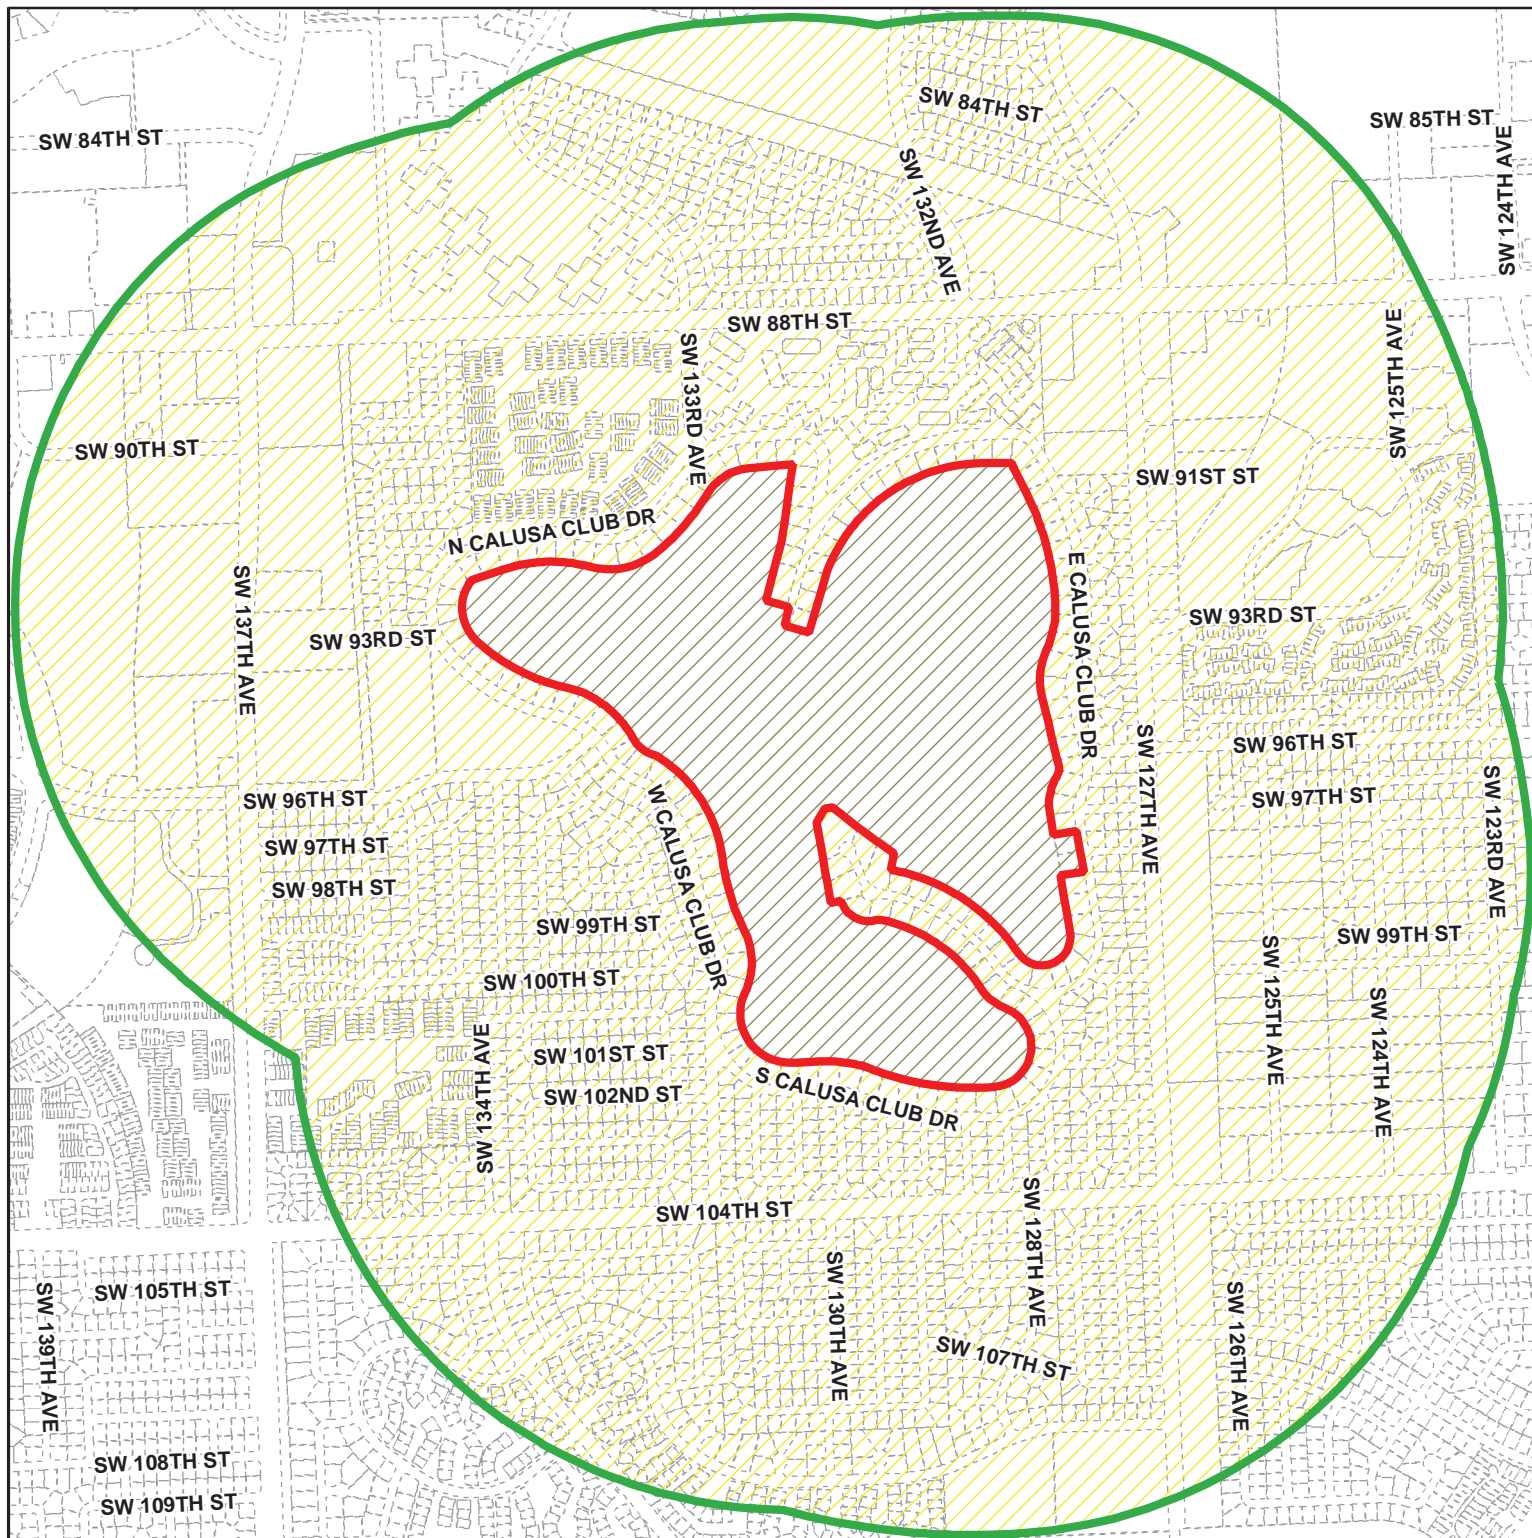 SW 84TH ST
SW 85TH ST
SW 84TH ST
SW 124TH AVE
SW 132ND AVE
SW 88TH ST
SW 133RD AVE
SW 125TH AVE
SW 90TH ST
SW 91ST ST
N CALUSA CLUB DR
SW 137TH AVE
SW 93RD ST
SW 93RD ST
E CALUSA CLUB DR
SW 96TH ST
SW 127TH AVE
SW 97TH ST
SW 123RD AVE
SW 96TH ST
SW 97TH ST
SW 98TH ST
W CALUSA CLUB DR
SW 99TH ST
SW 99TH ST
SW 100TH ST
SW 125TH AVE
SW 124TH AVE
SW 134TH AVE
SW 101ST ST
SW 102ND ST
S CALUSA CLUB DR
SW 104TH ST
SW 128TH AVE
SW 130TH AVE
SW 105TH ST
SW 139TH AVE
SW 107TH ST
SW 126TH AVE
SW 108TH ST
SW 109TH ST